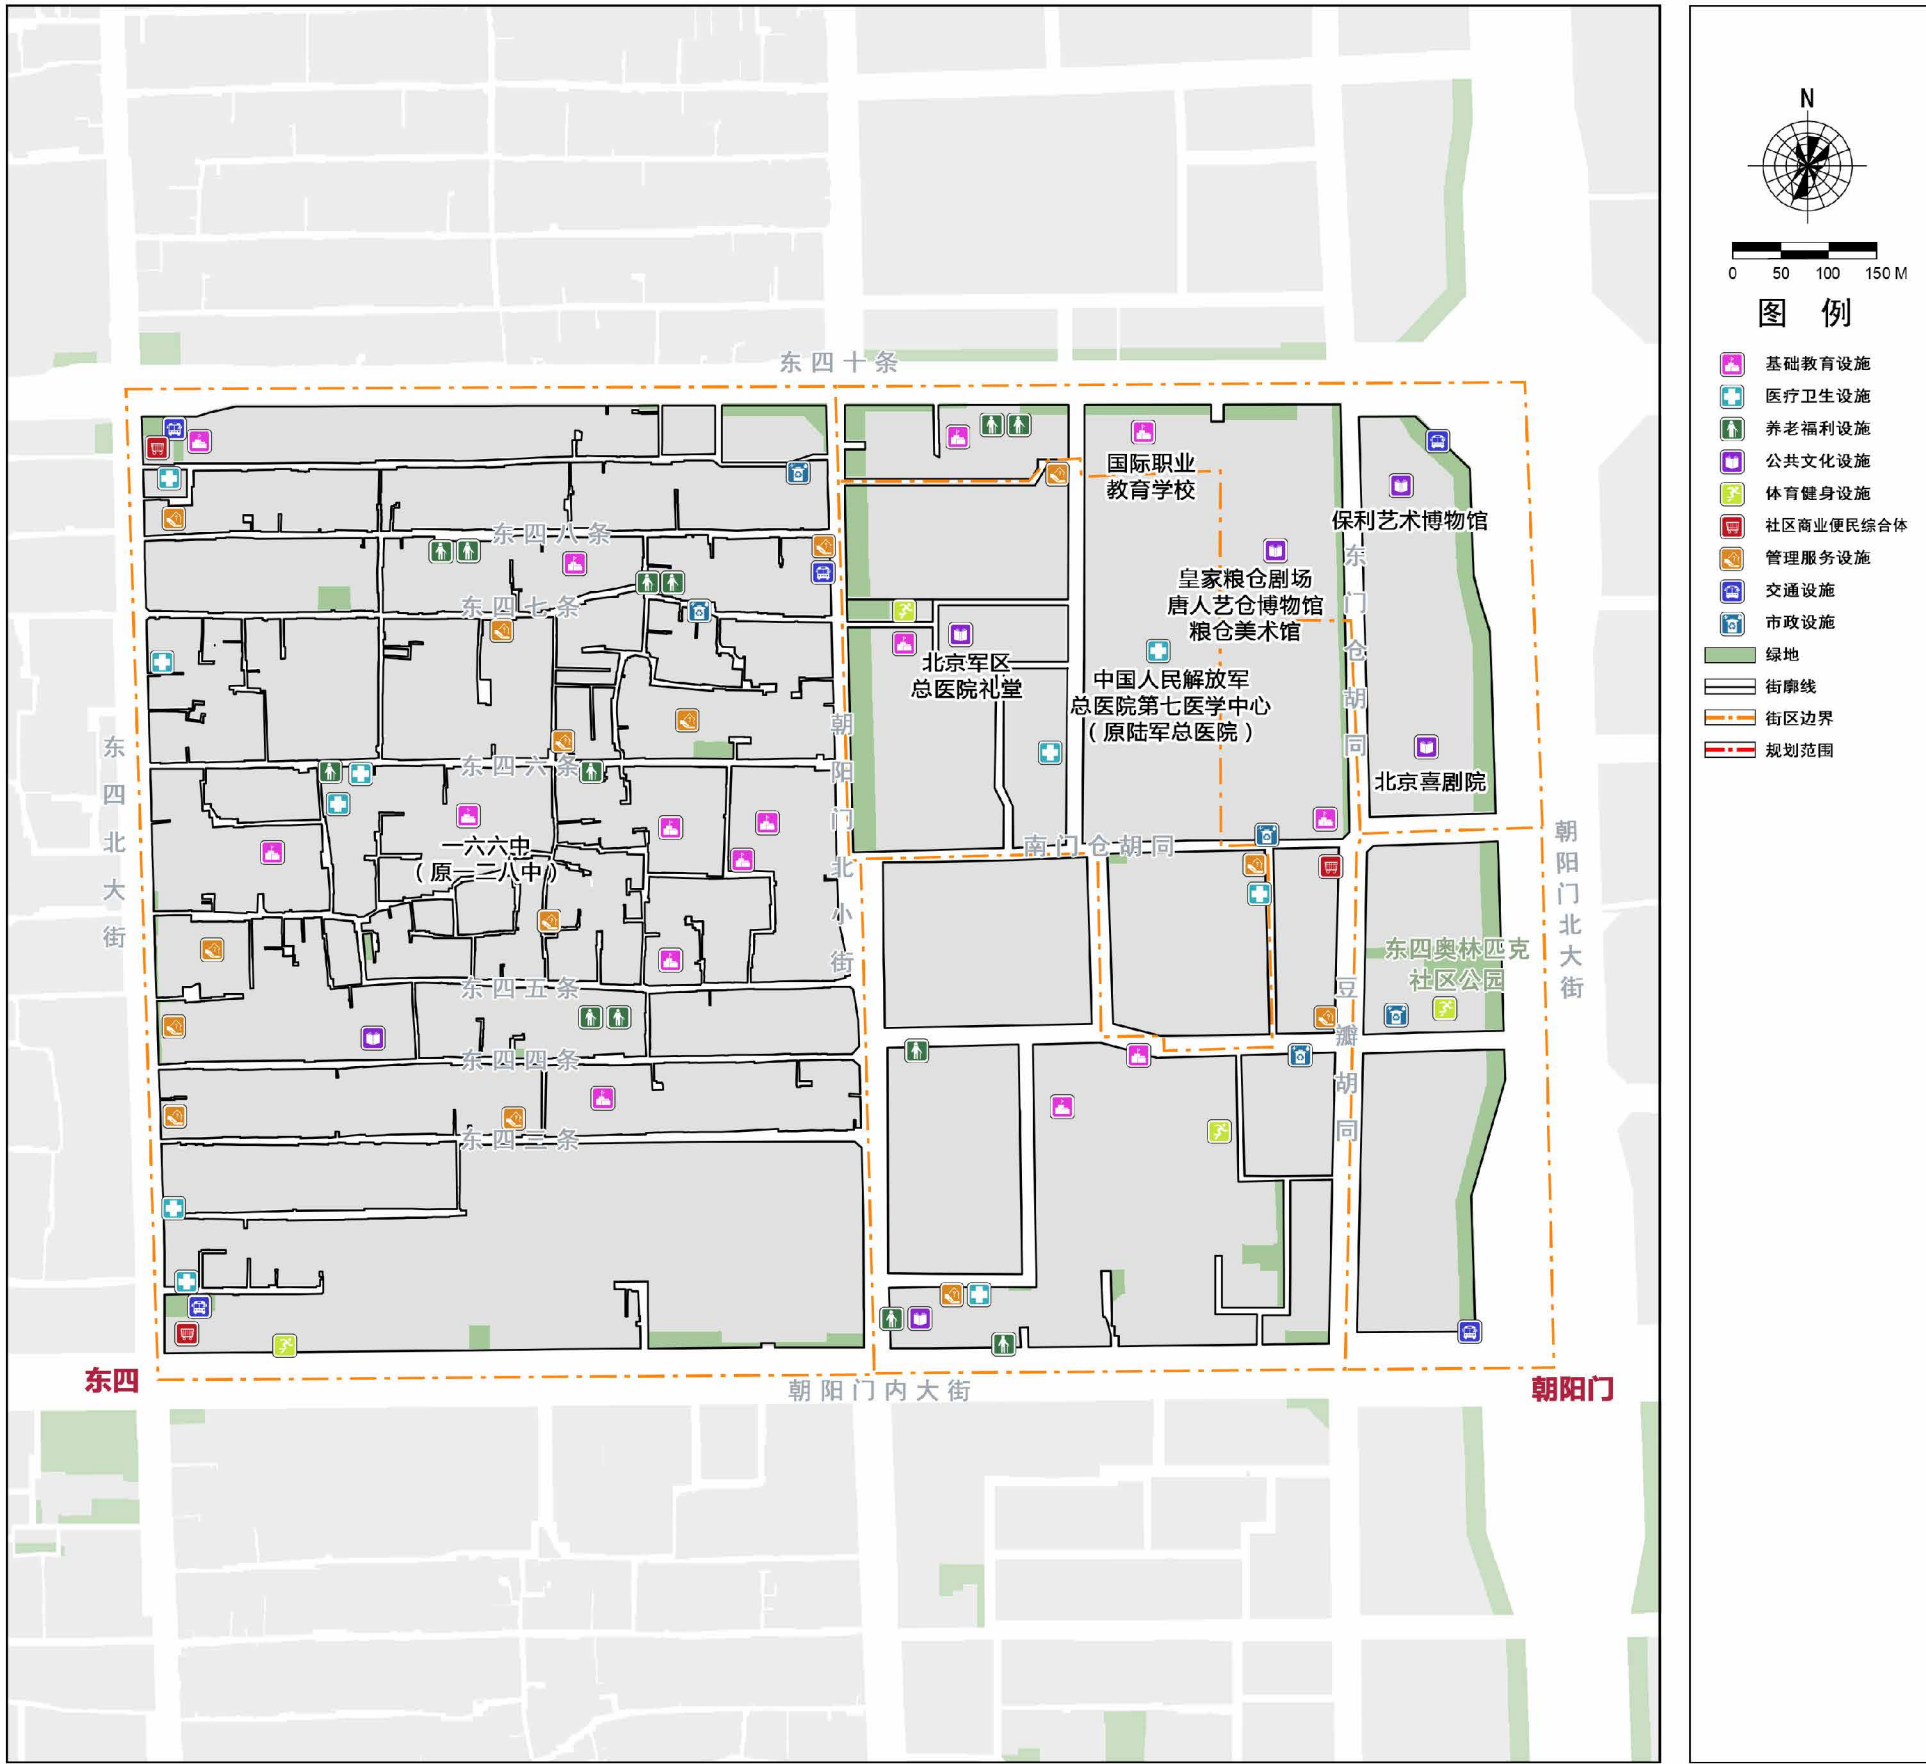 N
0 50 100 150 M
图 例
基础教育设施
医疗卫生设施
养老福利设施
公共文化设施
体育健身设施
社区商业便民综合体
管理服务设施
交通设施
市政设施
绿地
街廓线
街区边界
规划范围
东四十条
国际职业
教育学校
保利艺术博物馆
东四八条
皇家粮仓剧场
唐人艺仓博物馆
粮仓美术馆
东四七条
北京军区
总医院礼堂
中国人民解放军
总医院第七医学中心
（原陆军总医院）
东门仓胡同
东四北大街
朝阳门北小街
东四六条
北京喜剧院
一六六中
（原一二八中）
南门仓胡同
朝阳门北大街
东四奥林匹克
社区公园
东四五条
豆瓣胡同
东四四条
东四三条
东四
朝阳门内大街
朝阳门